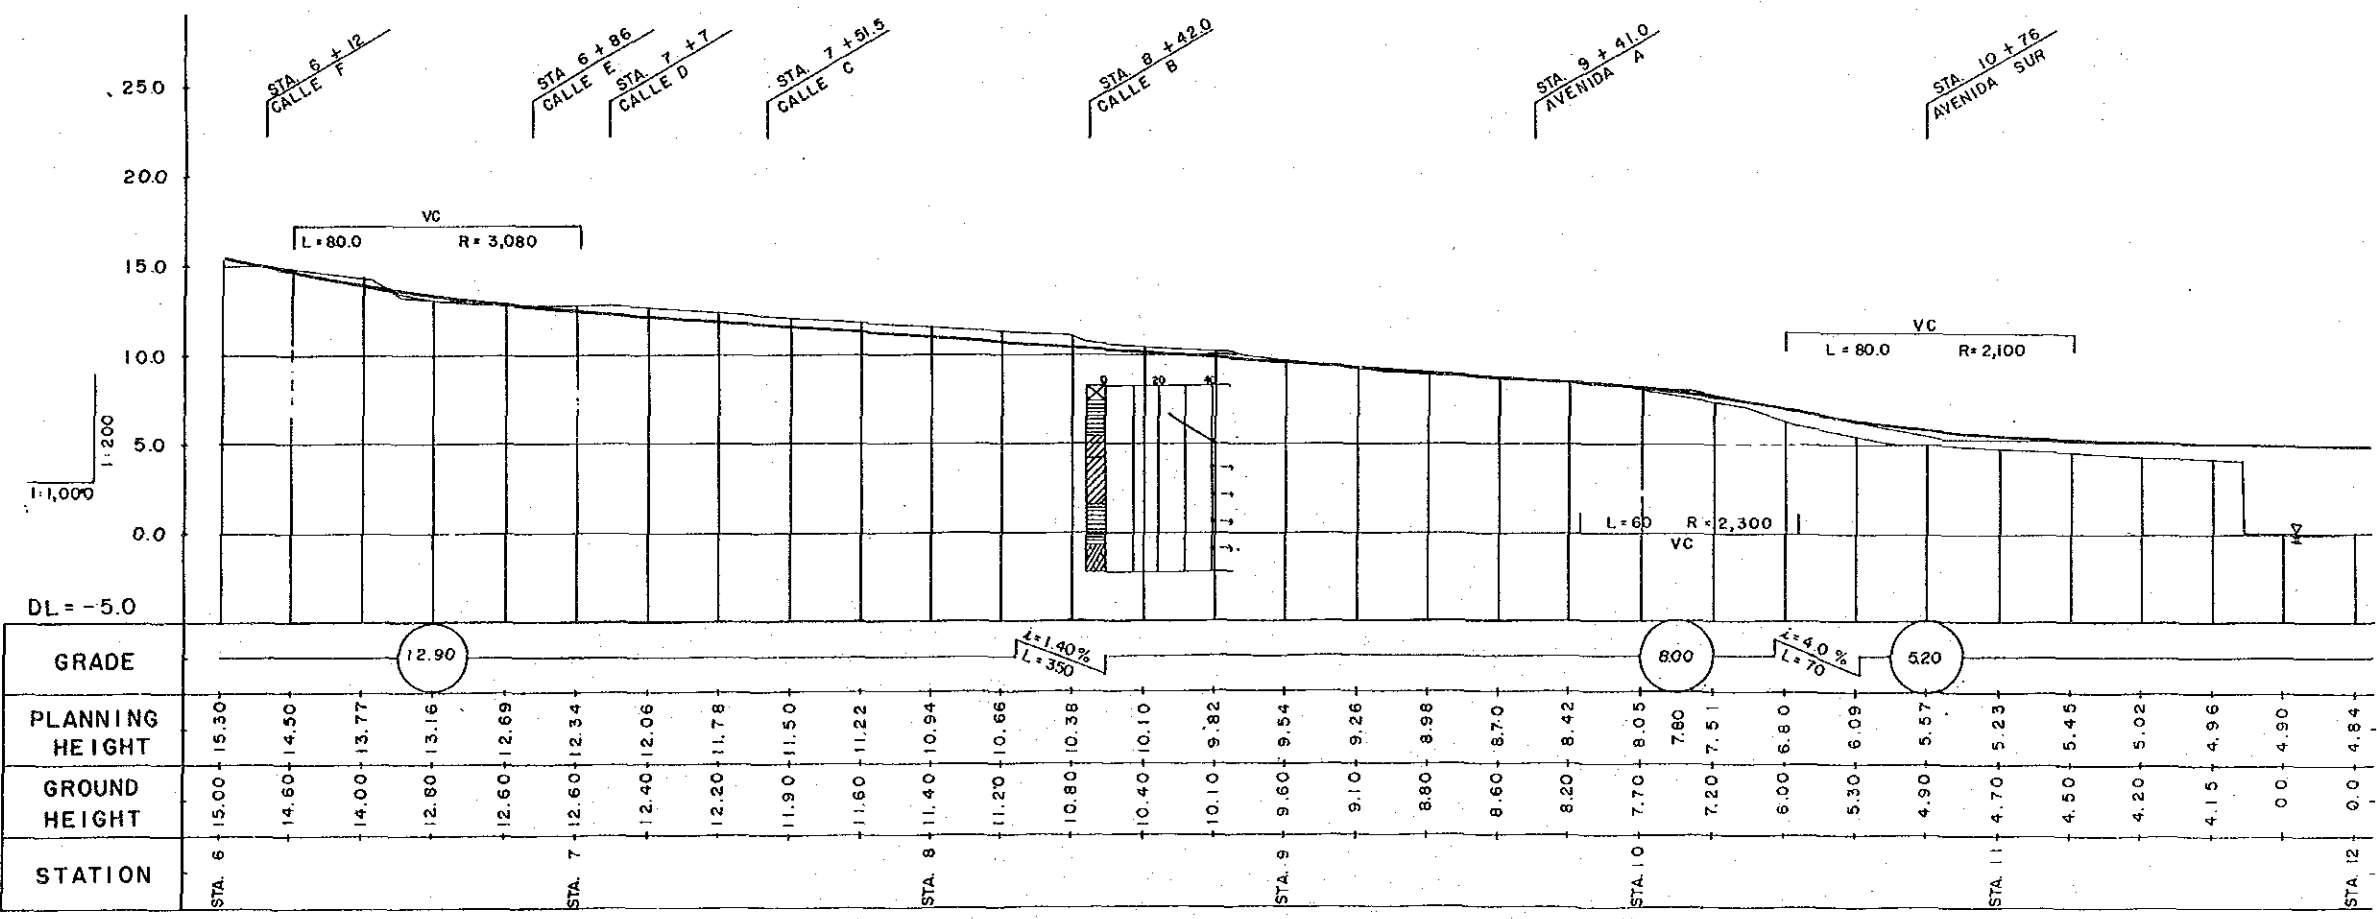 STA. 6 + 12
CALLE F
STA 6 + 86
CALLE E
STA. 7 + 7
CALLE D
STA. 7 + 51.5
CALLE C
STA. 8 + 42.0
CALLE B
STA. 9 + 41.0
AVENIDA A
STA. 10 + 76
AVENIDA SUR
25.0
20.0
15.0
10.0
5.0
0.0
DL = -5.0
1:200
1:1,000
VC
L = 80.0 R = 3,080
0 20 40
VC
L = 80.0 R = 2,100
L = 60 R = 2,300
VC
GRADE
12.90
i = 1.40 %
L = 350
8.00
i = 4.0 %
L = 70
5.20
PLANNING HEIGHT
15.30 14.50 13.77 13.16 12.69 12.34 12.06 11.78 11.50 11.22 10.94 10.66 10.38 10.10 9.82 9.54 9.26 8.98 8.70 8.42 8.05 7.80 7.51 6.80 6.09 5.57 5.23 5.45 5.02 4.96 4.90 4.84
GROUND HEIGHT
15.00 14.60 14.00 12.80 12.60 12.60 12.40 12.20 11.90 11.60 11.40 11.20 10.80 10.40 10.10 9.60 9.10 8.80 8.60 8.20 7.70 7.20 6.00 5.30 4.90 4.70 4.50 4.20 4.15 0.0 0.0
STATION
STA. 6 STA. 7 STA. 8 STA. 9 STA. 10 STA. 11 STA. 12